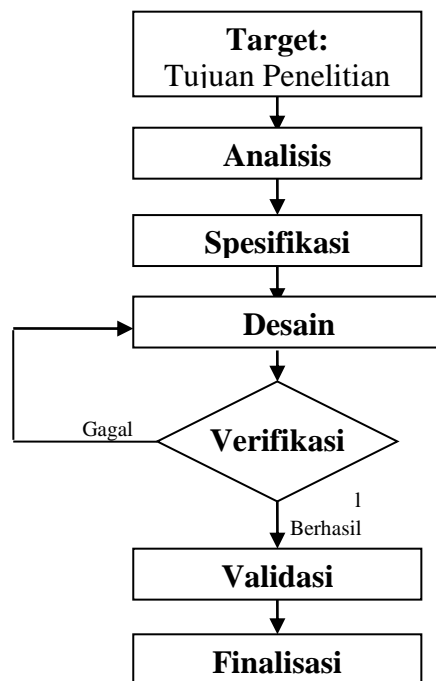 Target:
Tujuan Penelitian
Analisis
Spesifikasi
Desain
Gagal
Verifikasi
1
Berhasil
Validasi
Finalisasi